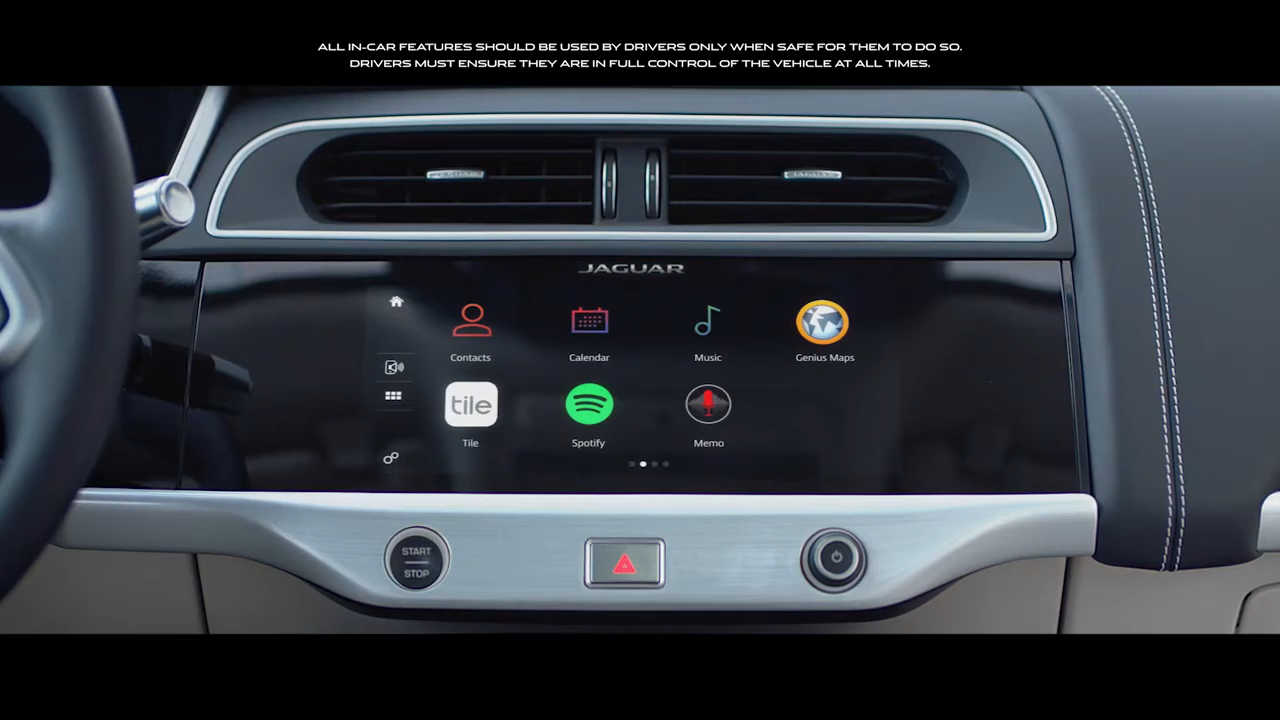 ALL IN-CAR FEATURES SHOULD BE USED BY DRIVERS ONLY WHEN SAFE FOR THEM TO DO SO.
DRIVERS MUST ENSURE THEY ARE IN FULL CONTROL OF THE VEHICLE AT ALL TIMES.
JAGUAR JAGUAR
JAGUAR
Contacts Calendar Music Genius Maps
tile
Tile Spotify Memo
START
STOP